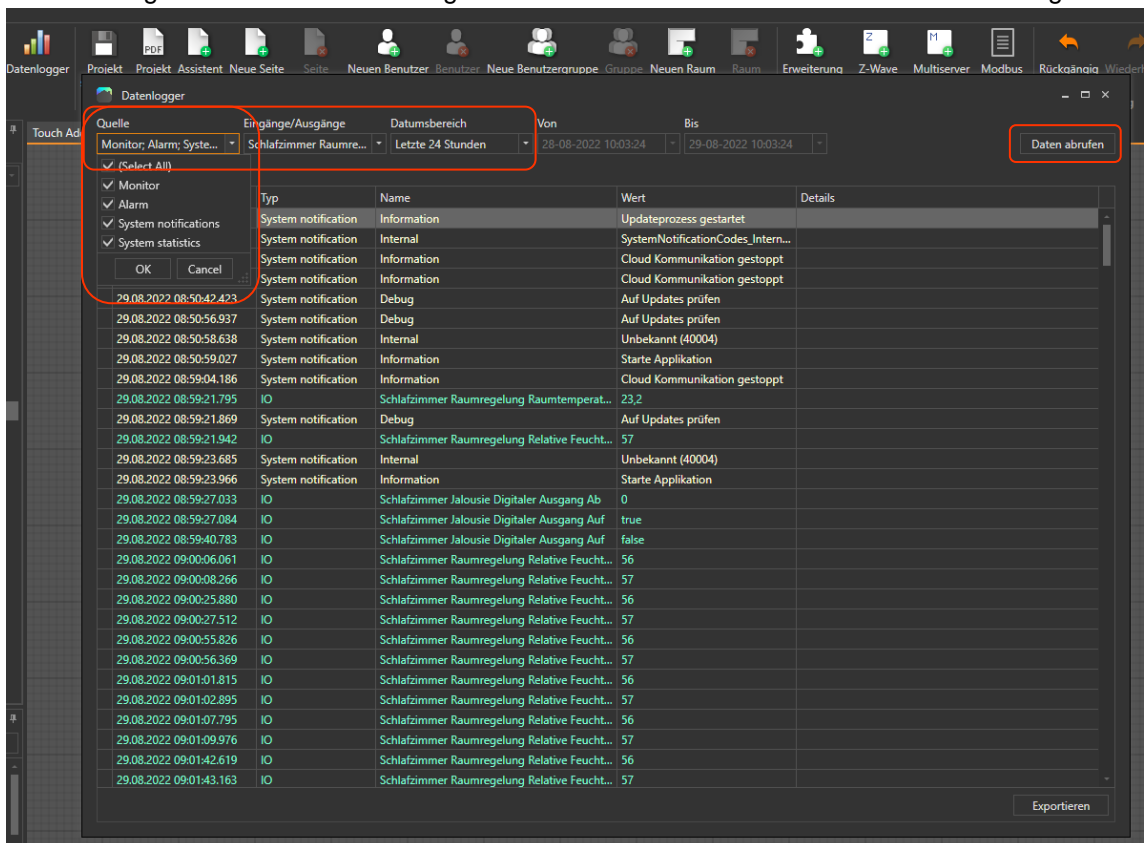 PDF
Z
M
Datenlogger Projekt Projekt Assistent Neue Seite Seite Neuen Benutzer Benutzer Neue Benutzergruppe Gruppe Neuen Raum Raum Erweiterung Z-Wave Multiserver Modbus Rückgängig
Datenlogger
Touch
Quelle Eingänge/Ausgänge Datumsbereich Von Bis
Monitor; Alarm; Syste... Schlafzimmer Raumre... Letzte 24 Stunden 28-08-2022 10:03:24 29-08-2022 10:03:24 Daten abrufen
(Select All)
Monitor
Alarm
System notifications
System statistics
OK Cancel
Typ Name Wert Details
System notification Information Updateprozess gestartet
System notification Internal SystemNotificationCodes_Intern...
System notification Information Cloud Kommunikation gestoppt
System notification Information Cloud Kommunikation gestoppt
29.08.2022 08:50:42.423 System notification Debug Auf Updates prüfen
29.08.2022 08:50:56.937 System notification Debug Auf Updates prüfen
29.08.2022 08:50:58.638 System notification Internal Unbekannt (40004)
29.08.2022 08:50:59.027 System notification Information Starte Applikation
29.08.2022 08:59:04.186 System notification Information Cloud Kommunikation gestoppt
29.08.2022 08:59:21.795 IO Schlafzimmer Raumregelung Raumtemperat... 23,2
29.08.2022 08:59:21.869 System notification Debug Auf Updates prüfen
29.08.2022 08:59:21.942 IO Schlafzimmer Raumregelung Relative Feucht... 57
29.08.2022 08:59:23.685 System notification Internal Unbekannt (40004)
29.08.2022 08:59:23.966 System notification Information Starte Applikation
29.08.2022 08:59:27.033 IO Schlafzimmer Jalousie Digitaler Ausgang Ab 0
29.08.2022 08:59:27.084 IO Schlafzimmer Jalousie Digitaler Ausgang Auf true
29.08.2022 08:59:40.783 IO Schlafzimmer Jalousie Digitaler Ausgang Auf false
29.08.2022 09:00:06.061 IO Schlafzimmer Raumregelung Relative Feucht... 56
29.08.2022 09:00:08.266 IO Schlafzimmer Raumregelung Relative Feucht... 57
29.08.2022 09:00:25.880 IO Schlafzimmer Raumregelung Relative Feucht... 56
29.08.2022 09:00:27.512 IO Schlafzimmer Raumregelung Relative Feucht... 57
29.08.2022 09:00:55.826 IO Schlafzimmer Raumregelung Relative Feucht... 56
29.08.2022 09:00:56.369 IO Schlafzimmer Raumregelung Relative Feucht... 57
29.08.2022 09:01:01.815 IO Schlafzimmer Raumregelung Relative Feucht... 56
29.08.2022 09:01:02.895 IO Schlafzimmer Raumregelung Relative Feucht... 57
29.08.2022 09:01:07.795 IO Schlafzimmer Raumregelung Relative Feucht... 56
29.08.2022 09:01:09.976 IO Schlafzimmer Raumregelung Relative Feucht... 57
29.08.2022 09:01:42.619 IO Schlafzimmer Raumregelung Relative Feucht... 56
29.08.2022 09:01:43.163 IO Schlafzimmer Raumregelung Relative Feucht... 57
Exportieren